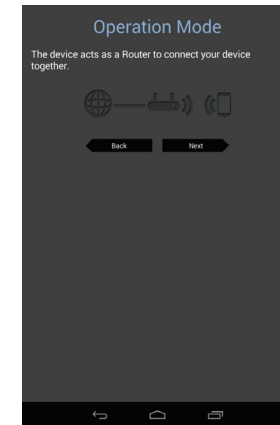 Operation Mode
The device acts as a Router to connect your device
together.
Back
Next